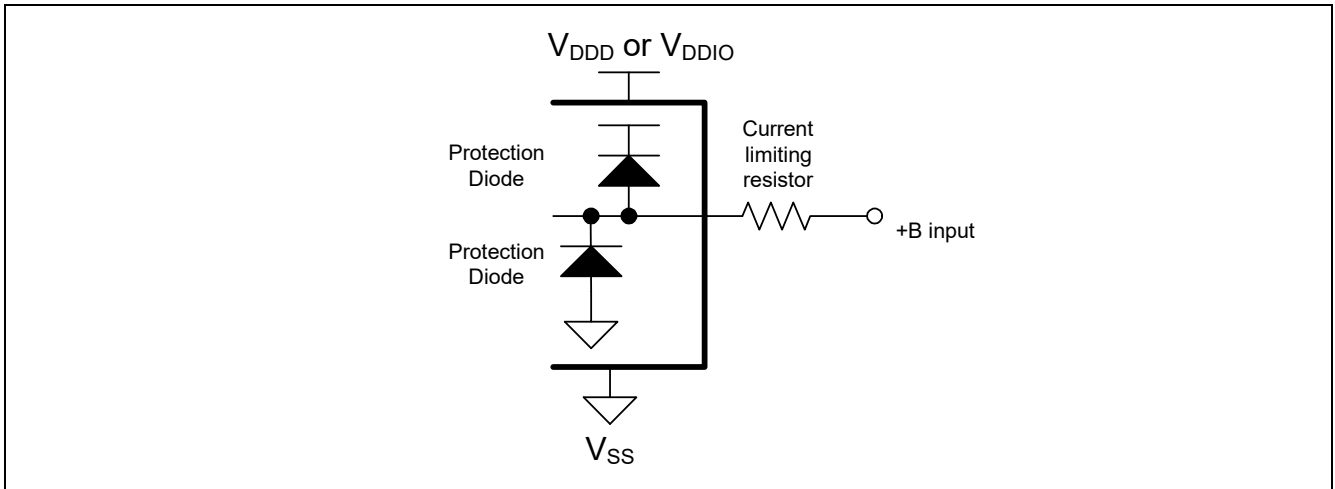 VDDD or VDDIO
Protection
Diode
Current
limiting
resistor
Protection
Diode
+B input
VSS